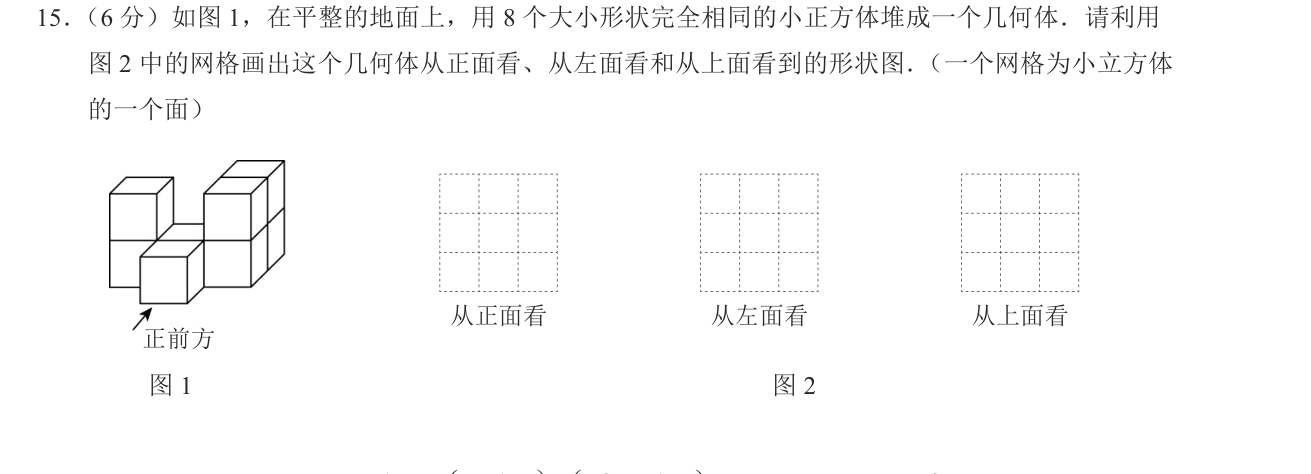 15．（6 分）如图 1，在平整的地面上，用 8 个大小形状完全相同的小正方体堆成一个几何体．请利用
图 2 中的网格画出这个几何体从正面看、从左面看和从上面看到的形状图．（一个网格为小立方体
的一个面）
正前方
从正面看
从左面看
从上面看
图 1
图 2